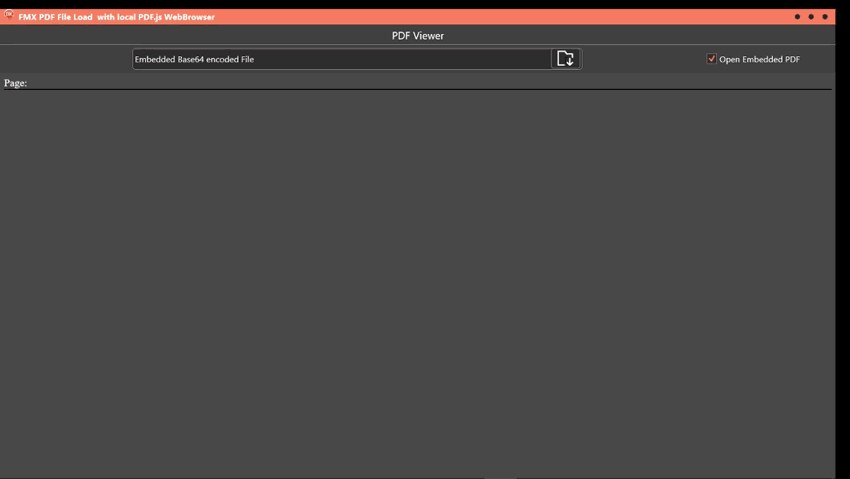 FMX PDF File Load with local PDF.js WebBrowser
PDF Viewer
Embedded Base64 encoded File
Open Embedded PDF
Page: